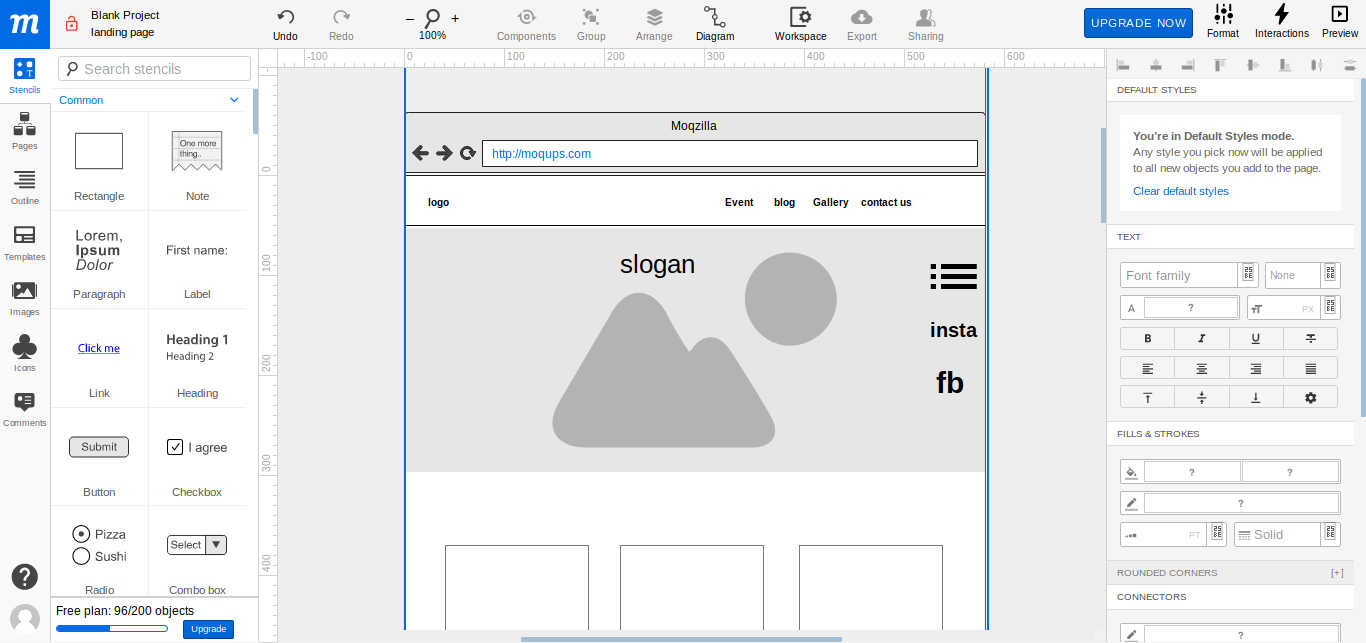 m
Blank Project
landing page
Undo
Redo
– +
100%
Components
Group
Arrange
Diagram
Workspace
Export
Sharing
UPGRADE NOW
Format
Interactions
Preview
Stencils
Pages
Outline
Templates
Images
Icons
Comments
Search stencils
Common
Rectangle
One more
thing..
Note
Lorem,
Ipsum
Dolor
Paragraph
First name:
Label
Click me
Link
Heading 1
Heading 2
Heading
Submit
Button
I agree
Checkbox
Pizza
Sushi
Radio
Select
Combo box
Free plan: 96/200 objects
Upgrade
-100
0
100
200
300
400
500
600
0
100
200
300
400
Moqzilla
http://moqups.com
logo
Event
blog
Gallery
contact us
slogan
insta
fb
DEFAULT STYLES
You're in Default Styles mode.
Any style you pick now will be applied
to all new objects you add to the page.
Clear default styles
TEXT
Font family
None
A
?
TT
PX
B
I
U
T
FILLS & STROKES
?
?
?
PT
Solid
ROUNDED CORNERS
[+]
CONNECTORS
?